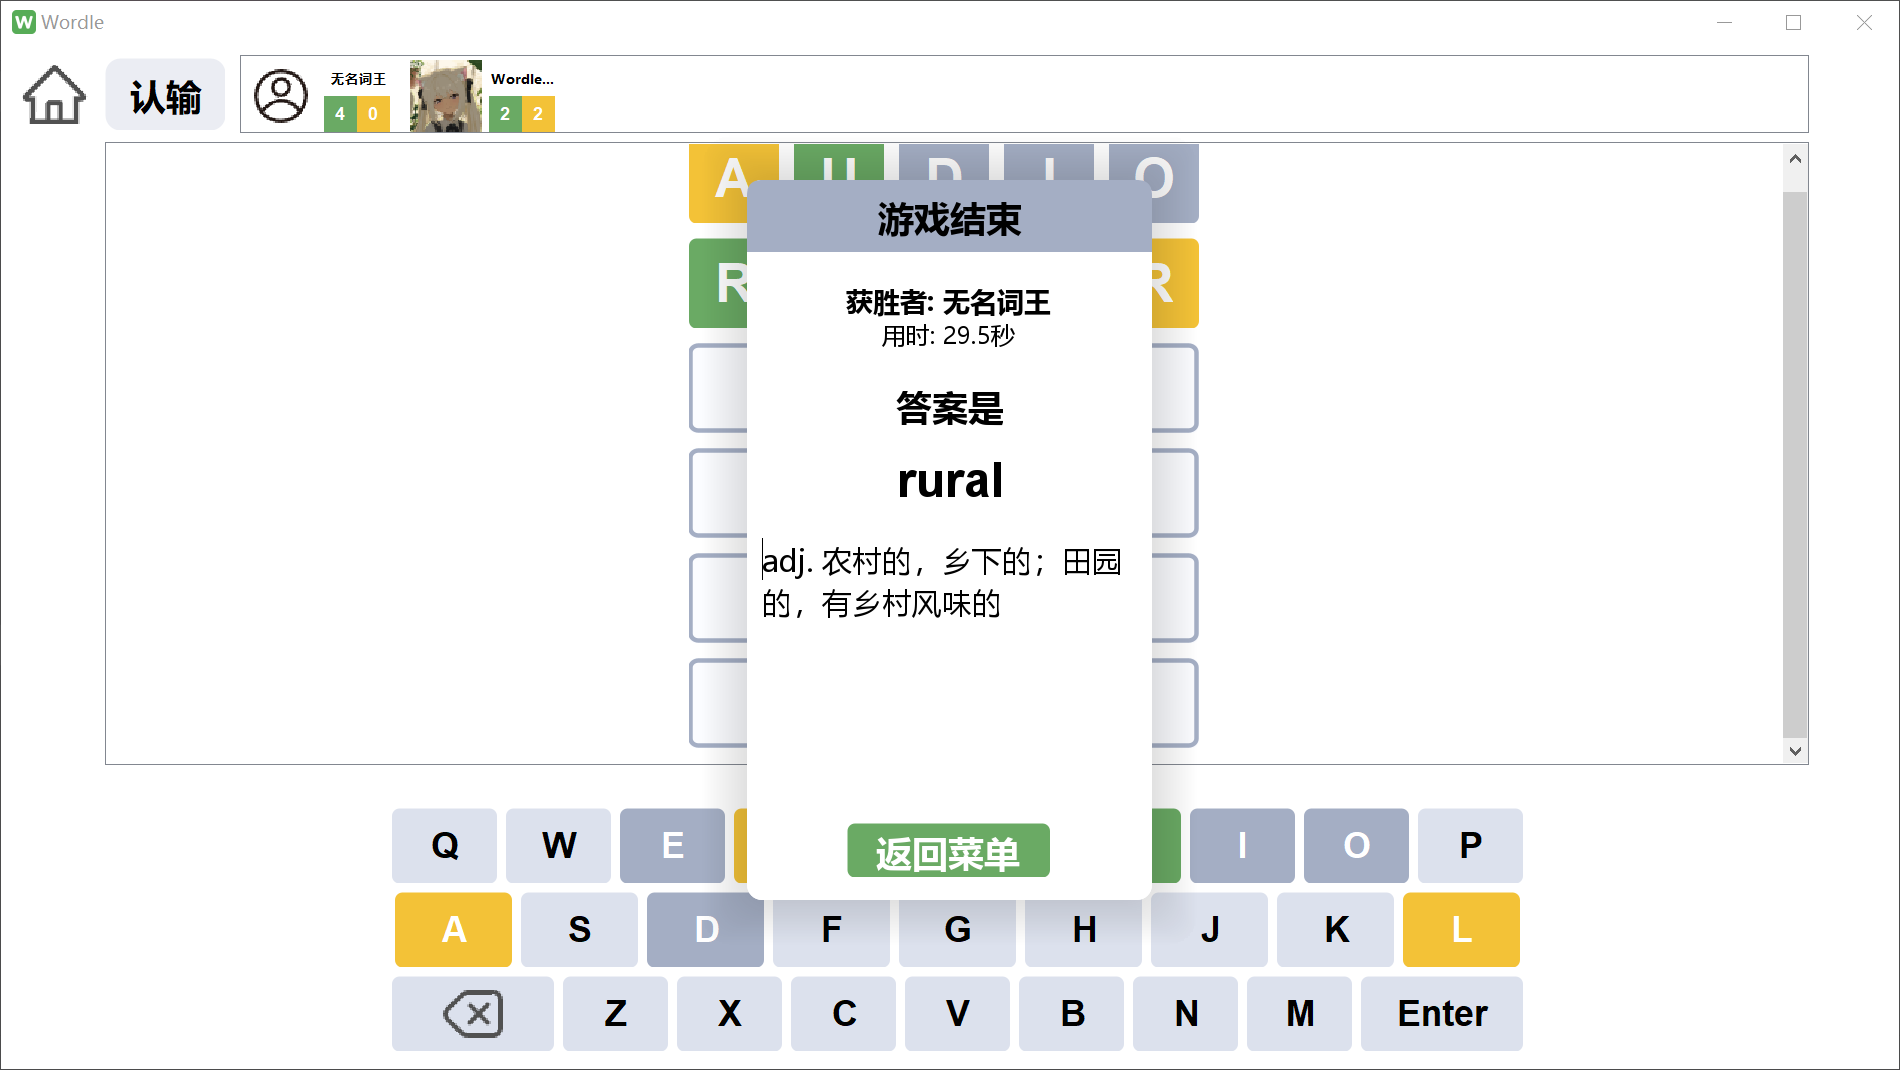 Wordle
认输
无名词王
4 0
Wordle...
2 2
A U D I O
R R
游戏结束
获胜者: 无名词王
用时: 29.5秒
答案是
rural
adj. 农村的，乡下的；田园
的，有乡村风味的
返回菜单
Q W E I O P
A S D F G H J K L
Z X C V B N M Enter